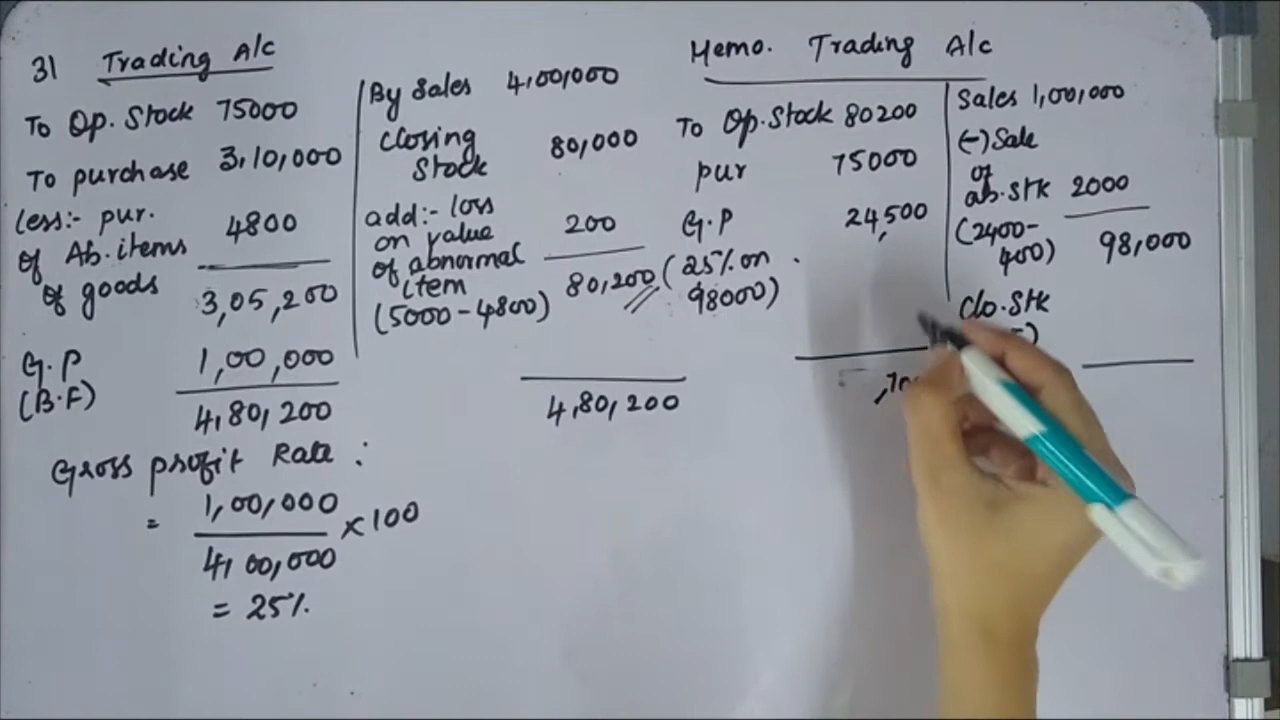 31 Trading A/c
To Op. Stock 75000
To purchase 3,10,000
less:- pur. of Ab. items of goods 4800
3,05,200
G.P (B.F) 1,00,000
4,80,200
Gross profit Rate :
= 1,00,000
4,00,000 × 100
= 25%
By Sales 4,00,000
Closing Stock 80,000
add:- loss on value of abnormal item (5000-4800) 200
80,200
4,80,200
Memo. Trading A/c
To Op. Stock 80200
pur 75000
G.P (25% on 98000) 24,500
Sales 1,00,000
(-) Sale of ab. Stk 2000
(2400-400) 98,000
Clo. Stk